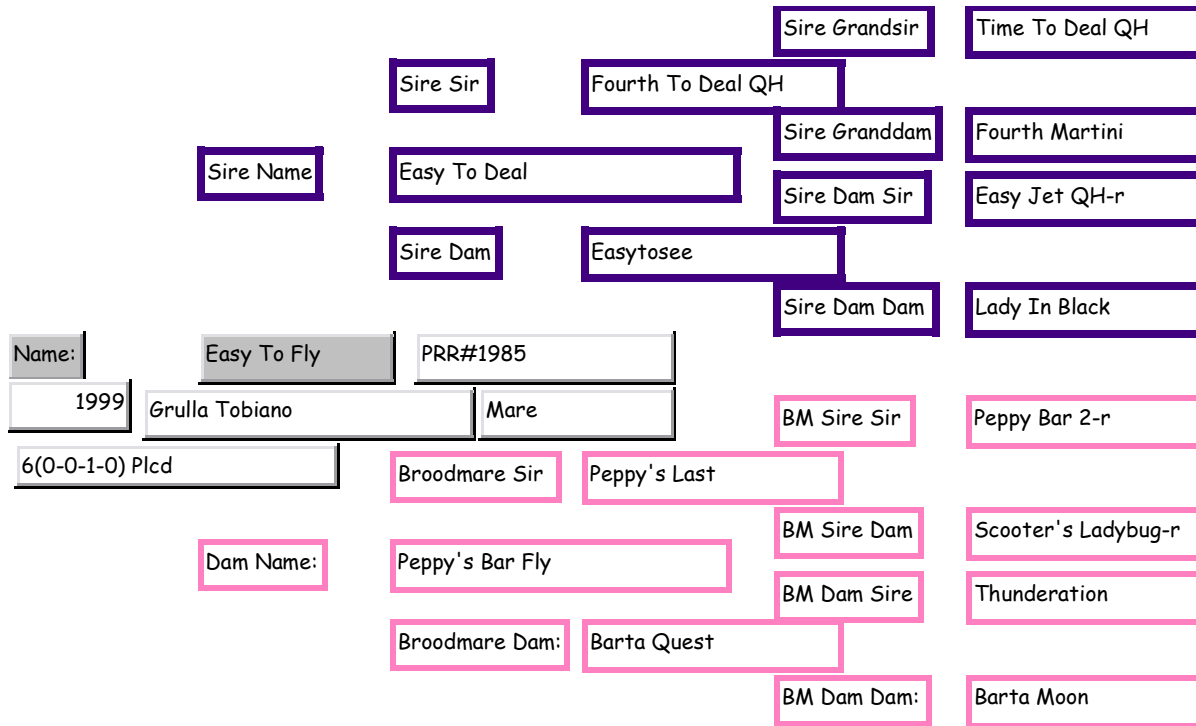 Sire Grandsir Time To Deal QH
Sire Sir Fourth To Deal QH
Sire Granddam Fourth Martini
Sire Name Easy To Deal
Sire Dam Sir Easy Jet QH-r
Sire Dam Easytosee
Sire Dam Dam Lady In Black
Name: Easy To Fly PRR#1985
1999 Grulla Tobiano Mare
BM Sire Sir Peppy Bar 2-r
6(0-0-1-0) Plcd
Broodmare Sir Peppy's Last
BM Sire Dam Scooter's Ladybug-r
Dam Name: Peppy's Bar Fly
BM Dam Sire Thunderation
Broodmare Dam: Barta Quest
BM Dam Dam: Barta Moon